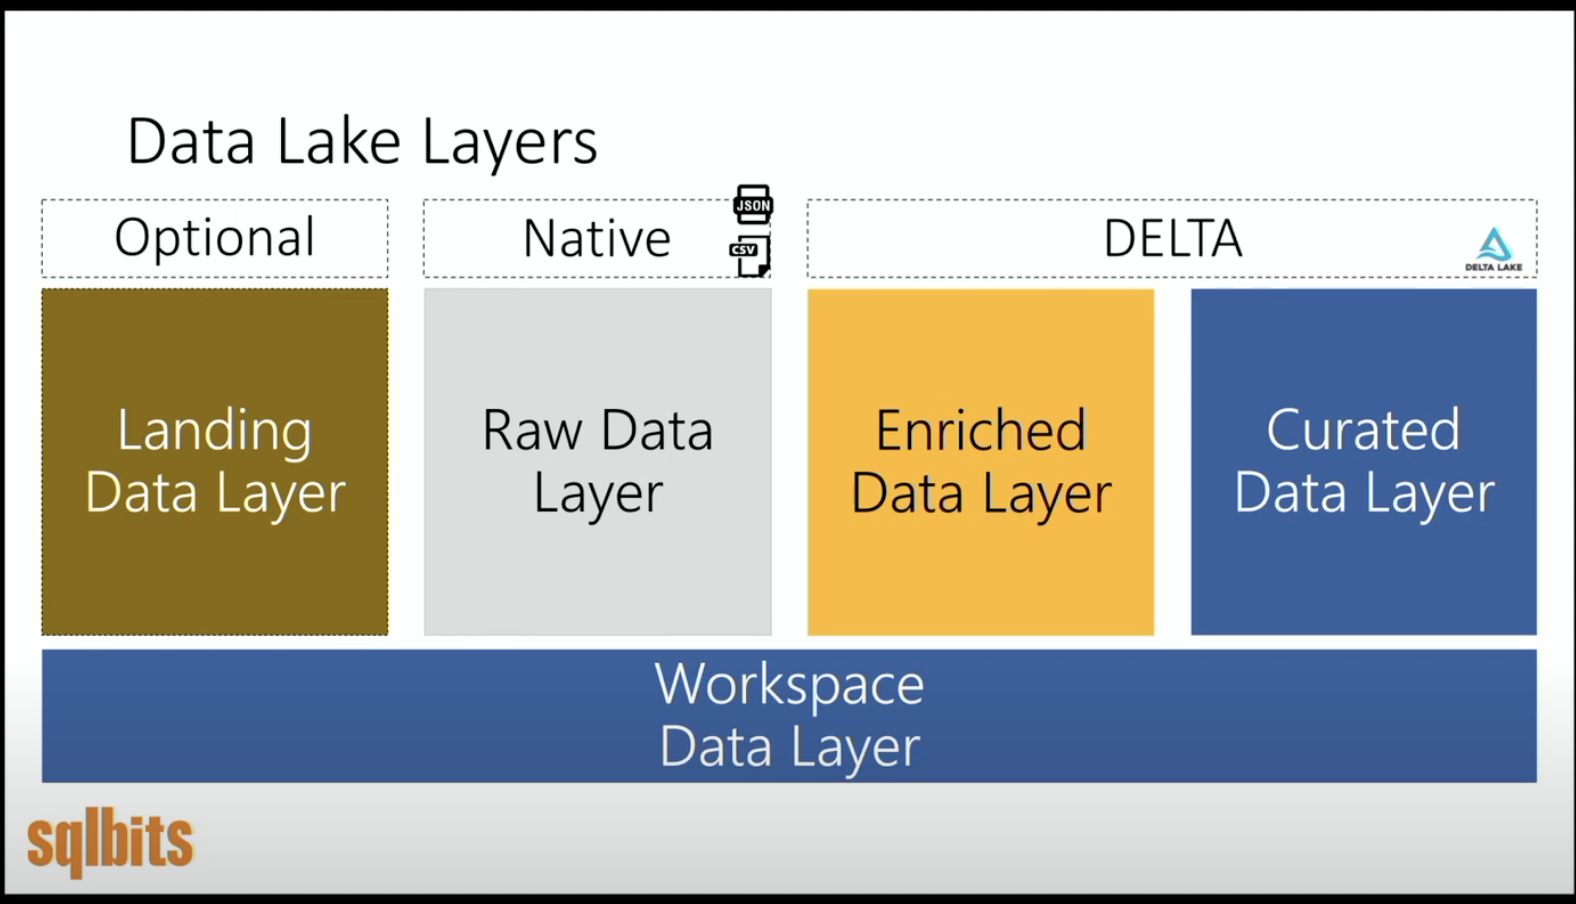 Data Lake Layers
Optional
Native
JSON
CSV
DELTA
DELTA LAKE
Landing
Data Layer
Raw Data
Layer
Enriched
Data Layer
Curated
Data Layer
Workspace
Data Layer
sqlbits